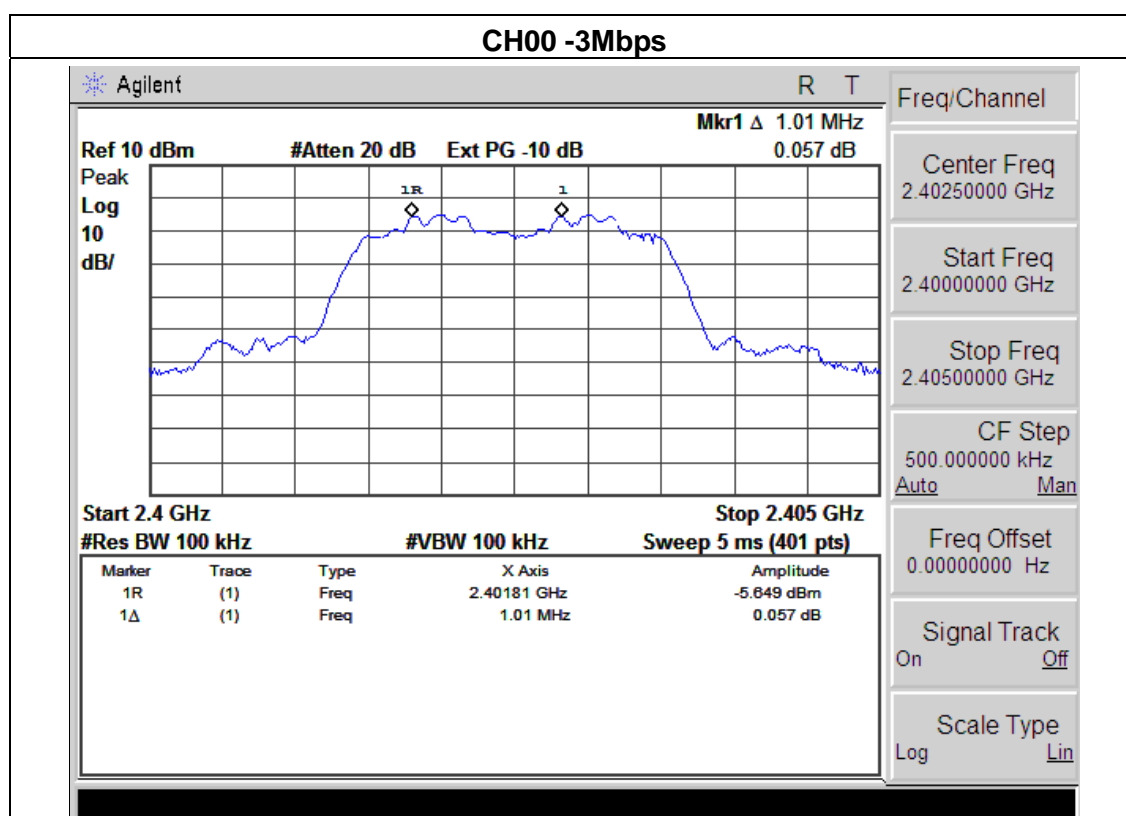 CH00 -3Mbps
Agilent R T
Mkr1 Δ 1.01 MHz
Ref 10 dBm #Atten 20 dB Ext PG -10 dB 0.057 dB
Peak
Log
10
dB/
1R 1
Start 2.4 GHz Stop 2.405 GHz
#Res BW 100 kHz #VBW 100 kHz Sweep 5 ms (401 pts)
Marker Trace Type X Axis Amplitude
1R (1) Freq 2.40181 GHz -5.649 dBm
1Δ (1) Freq 1.01 MHz 0.057 dB
Freq/Channel
Center Freq
2.40250000 GHz
Start Freq
2.40000000 GHz
Stop Freq
2.40500000 GHz
CF Step
500.000000 kHz
Auto Man
Freq Offset
0.00000000 Hz
Signal Track
On Off
Scale Type
Log Lin